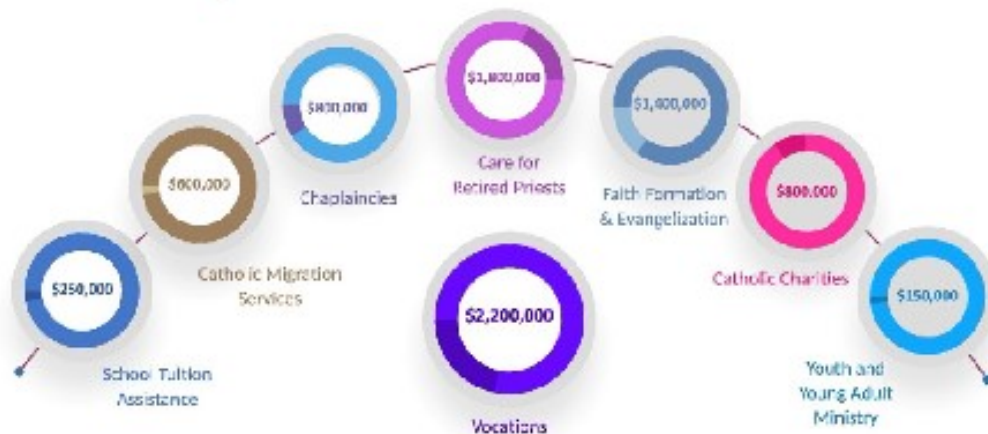 $250,000
School Tuition
Assistance
$600,000
Catholic Migration
Services
$800,000
Chaplaincies
$1,800,000
Care for
Retired Priests
$1,400,000
Faith Formation
& Evangelization
$800,000
Catholic Charities
$150,000
Youth and
Young Adult
Ministry
$2,200,000
Vocations